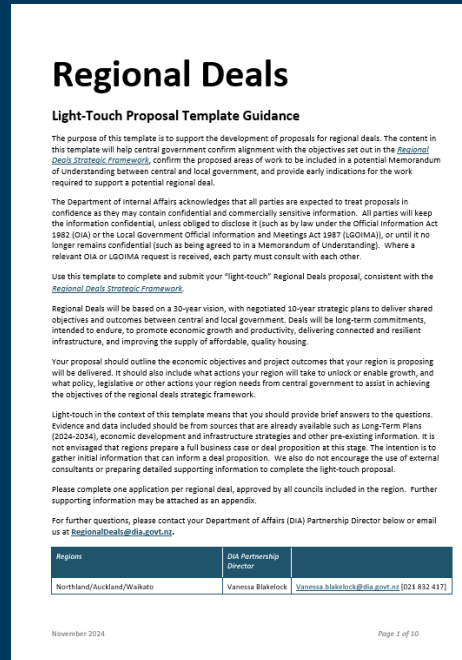 Regional Deals
Light-Touch Proposal Template Guidance
The purpose of this template is to support the development of proposals for regional deals. The content in
this template will help central government confirm alignment with the objectives set out in the Regional
Deals Strategic Framework, confirm the proposed areas of work to be included in a potential Memorandum
of Understanding between central and local government, and provide early indications for the work
required to support a potential regional deal.
The Department of Internal Affairs acknowledges that all parties are expected to treat proposals in
confidence as they may contain confidential and commercially sensitive information. All parties will keep
the information confidential, unless obliged to disclose it (such as by law under the Official Information Act
1982 (OIA) or the Local Government Official Information and Meetings Act 1987 (LGOIMA)), or until it no
longer remains confidential (such as being agreed to in a Memorandum of Understanding). Where a
relevant OIA or LGOIMA request is received, each party must consult with each other.
Use this template to complete and submit your "light-touch" Regional Deals proposal, consistent with the
Regional Deals Strategic Framework.
Regional Deals will be based on a 30-year vision, with negotiated 10-year strategic plans to deliver shared
objectives and outcomes between central and local government. Deals will be long-term commitments,
intended to endure, to promote economic growth and productivity, delivering connected and resilient
infrastructure, and improving the supply of affordable, quality housing.
Your proposal should outline the economic objectives and project outcomes that your region is proposing
will be delivered. It should also include what actions your region will take to unlock or enable growth, and
what policy, legislative or other actions your region needs from central government to assist in achieving
the objectives of the regional deals strategic framework.
Light-touch in the context of this template means that you should provide brief answers to the questions.
Evidence and data included should be from sources that are already available such as Long-Term Plans
(2024-2034), economic development and infrastructure strategies and other pre-existing information. It is
not envisaged that regions prepare a full business case or deal proposition at this stage. The intention is to
gather initial information that can inform a deal proposition. We also do not encourage the use of external
consultants or preparing detailed supporting information to complete the light-touch proposal.
Please complete one application per regional deal, approved by all councils included in the region. Further
supporting information may be attached as an appendix.
For further questions, please contact your Department of Affairs (DIA) Partnership Director below or email
us at RegionalDeals@dia.govt.nz.
Regions DIA Partnership
Director
Northland/Auckland/Waikato Vanessa Blakelock Vanessa.blakelock@dia.govt.nz [021 832 417]
November 2024 Page 1 of 10